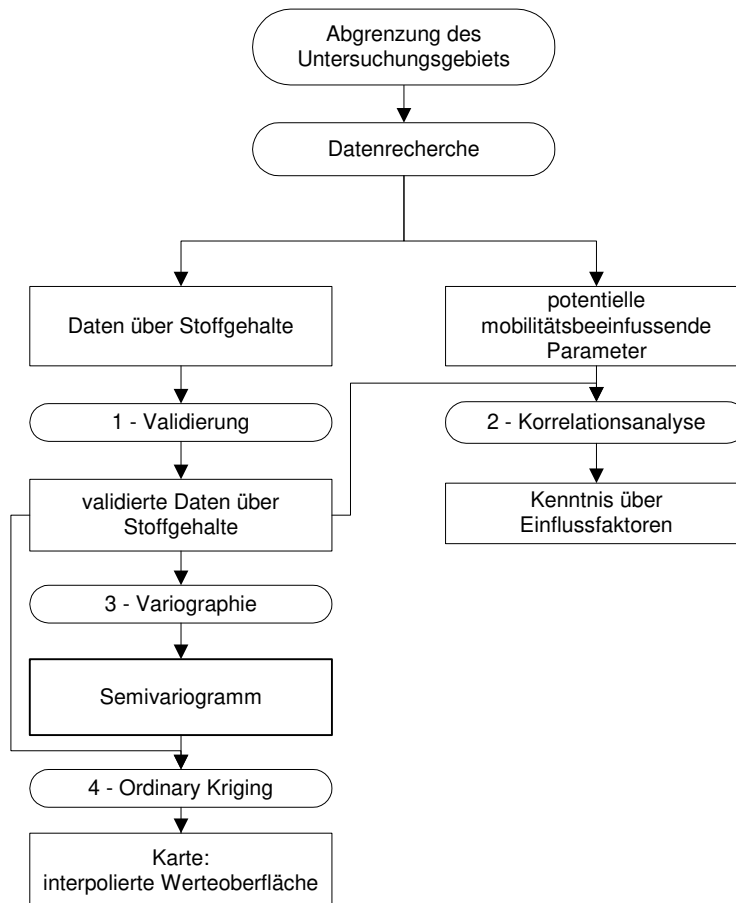 Abgrenzung des
Untersuchungsgebiets
Datenrecherche
Daten über Stoffgehalte
potentielle
mobilitätsbeeinfussende
Parameter
1 - Validierung
2 - Korrelationsanalyse
validierte Daten über
Stoffgehalte
Kenntnis über
Einflussfaktoren
3 - Variographie
Semivariogramm
4 - Ordinary Kriging
Karte:
interpolierte Werteoberfläche